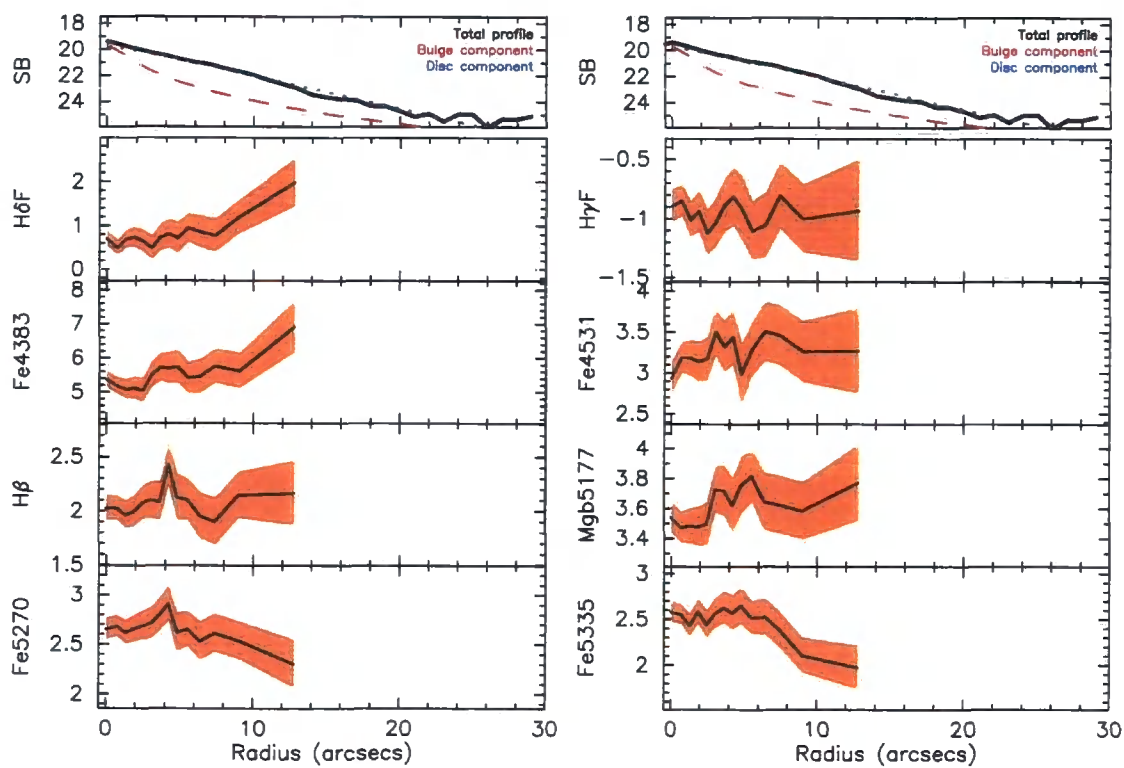 18
20
22
24
SB
Total profile
Bulge component
Disc component
2
1
0
HδF
8
7
6
5
Fe4383
2.5
2
1.5
Hβ
3
2.5
2
Fe5270
0
10
20
30
Radius (arcsecs)
18
20
22
24
SB
Total profile
Bulge component
Disc component
−0.5
−1
−1.5
HγF
4
3.5
3
2.5
Fe4531
4
3.8
3.6
3.4
Mgb5177
3
2.5
2
Fe5335
0
10
20
30
Radius (arcsecs)